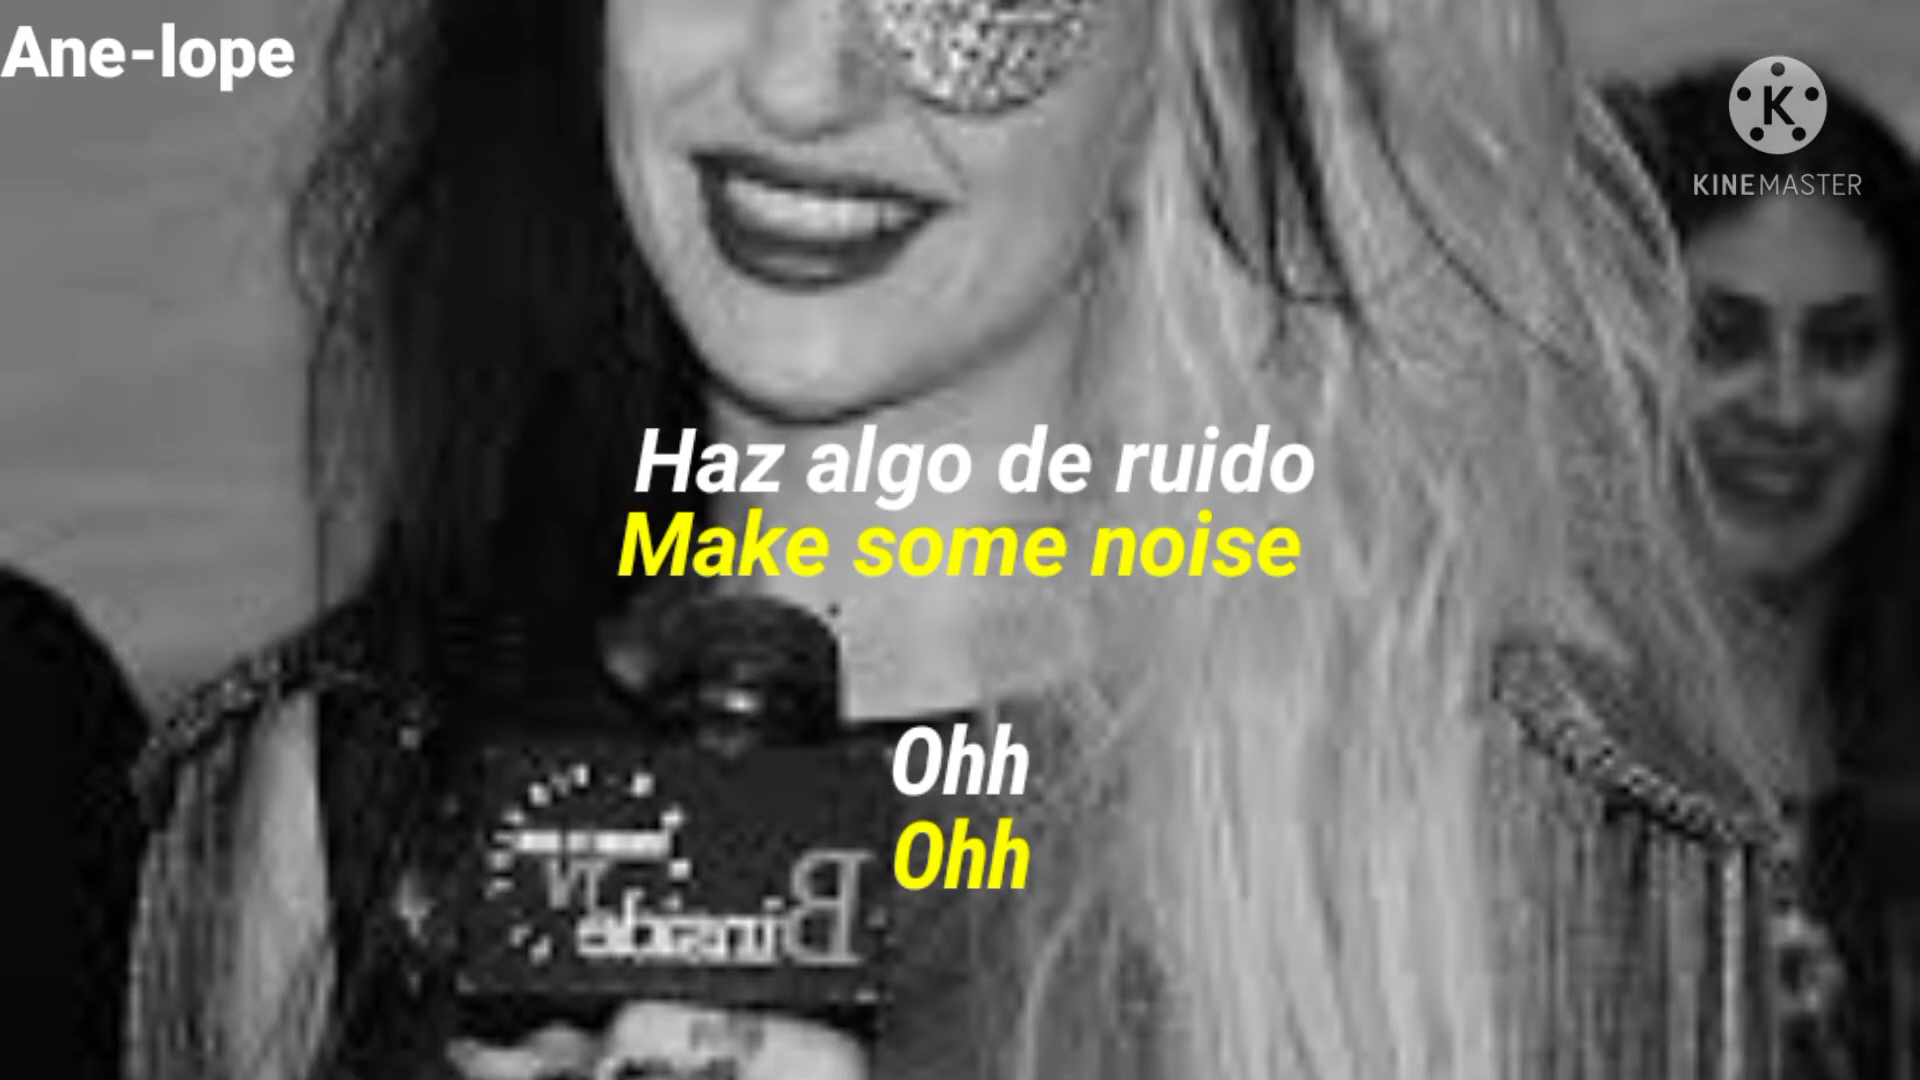 Ane-lope
K
KINEMASTER
Haz algo de ruido
Make some noise
Ohh
Ohh